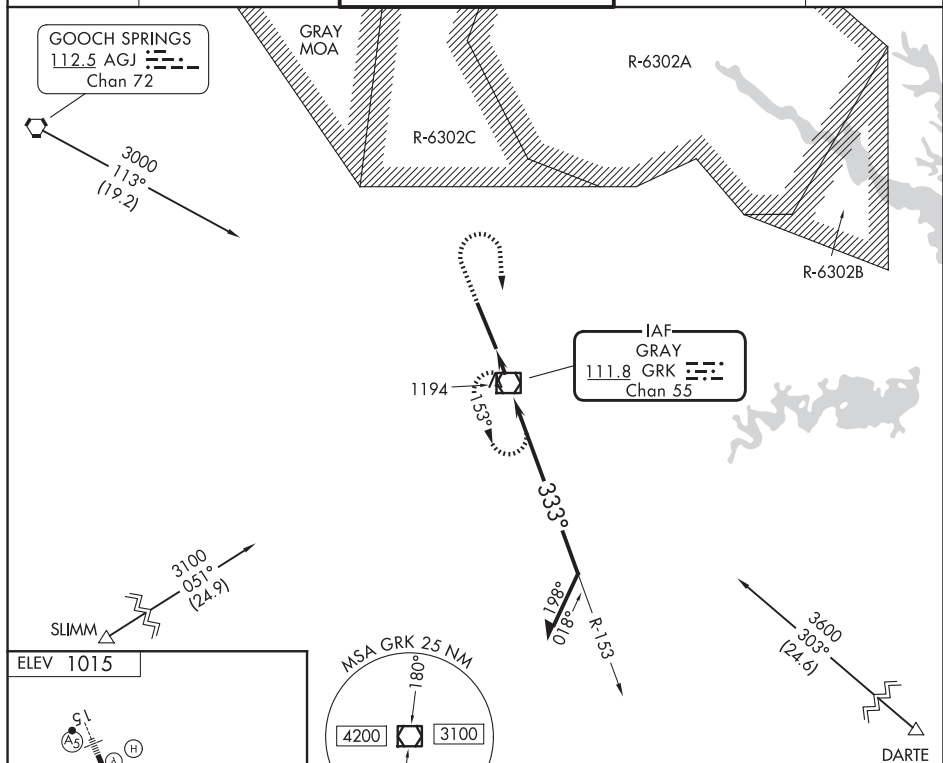 GOOCH SPRINGS
112.5 AGJ
Chan 72
GRAY
MOA
R-6302A
R-6302C
R-6302B
3000
113°
(19.2)
IAF
GRAY
111.8 GRK
Chan 55
1194
153°
333°
198°
018°
R-153
3100
051°
(24.9)
SLIMM
3600
303°
(24.6)
DARTE
ELEV 1015
15
A5
H
A
MSA GRK 25 NM
180°
4200
3100